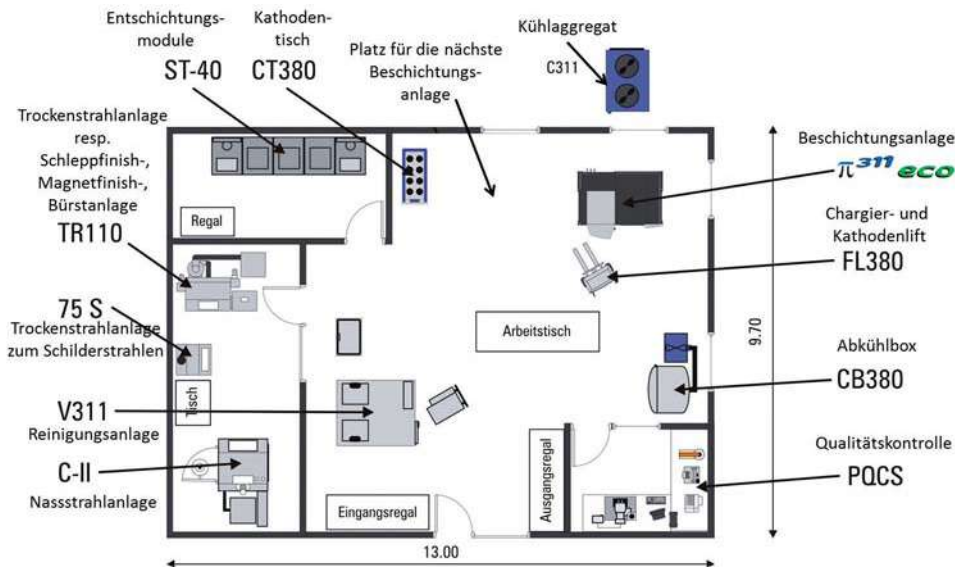 Entschichtungs-
module
ST-40
Kathoden-
tisch
CT380
Platz für die nächste
Beschichtungs-
anlage
Kühlaggregat
C311
Trockenstrahlanlage
resp.
Schleppfinish-,
Magnetfinish-,
Bürstanlage
TR110
75 S
Trockenstrahlanlage
zum Schilderstrahlen
V311
Reinigungsanlage
C-II
Nassstrahlanlage
Regal
Tisch
Eingangsregal
Arbeitstisch
Ausgangsregal
Beschichtungsanlage
π311 eco
Chargier- und
Kathodenlift
FL380
Abkühlbox
CB380
Qualitätskontrolle
PQCS
9.70
13.00